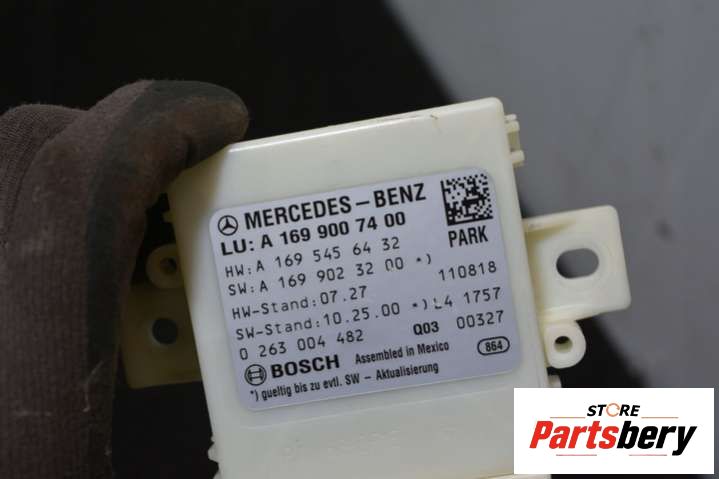 MERCEDES-BENZ
LU: A 169 900 74 00
PARK
HW: A 169 545 64 32
SW: A 169 902 32 00 *)
110818
HW-Stand: 07.27
SW-Stand: 10.25.00 *) L4 1757
0 263 004 482 Q03 00327
BOSCH Assembled in Mexico 864
*) gueltig bis zu evtl. SW - Aktualisierung
STORE
Partsbery